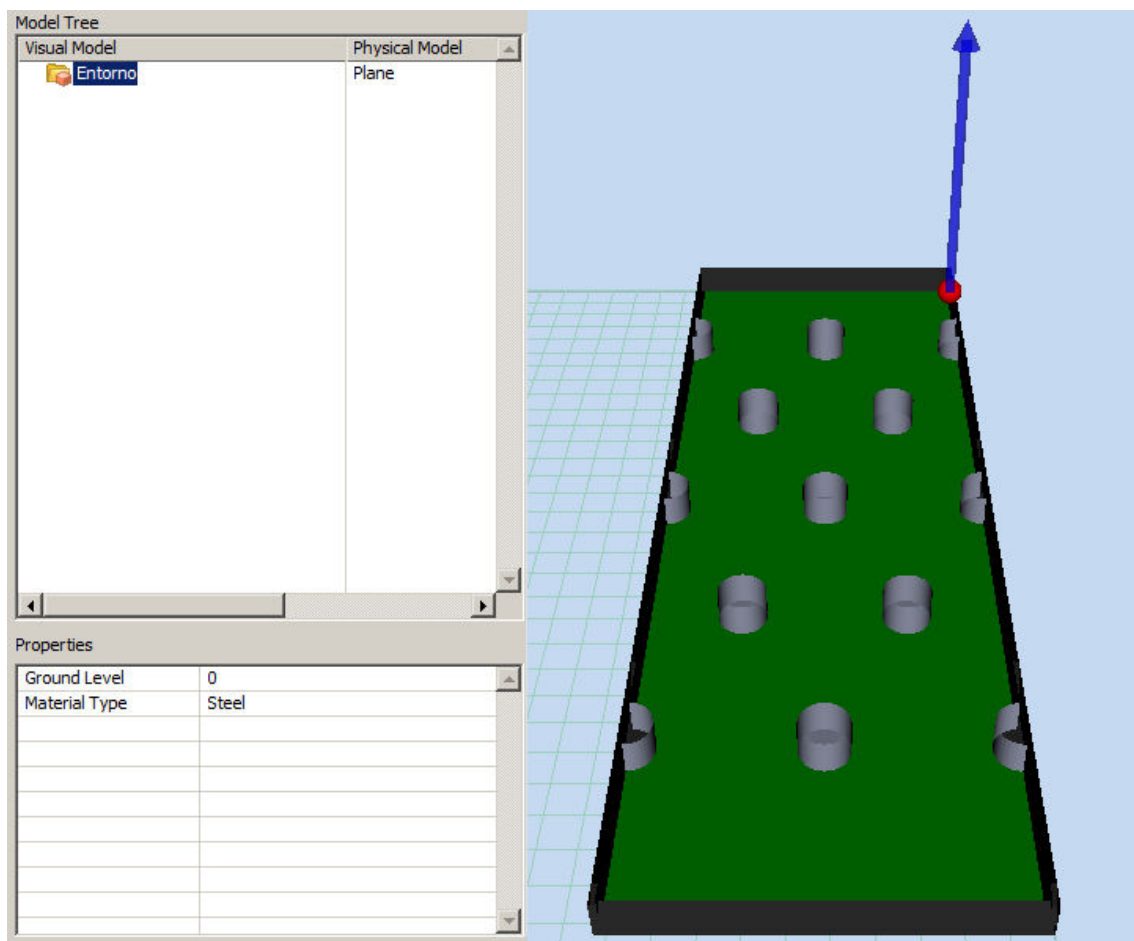 Model Tree
Visual Model Physical Model
Entorno Plane
Properties
Ground Level 0
Material Type Steel